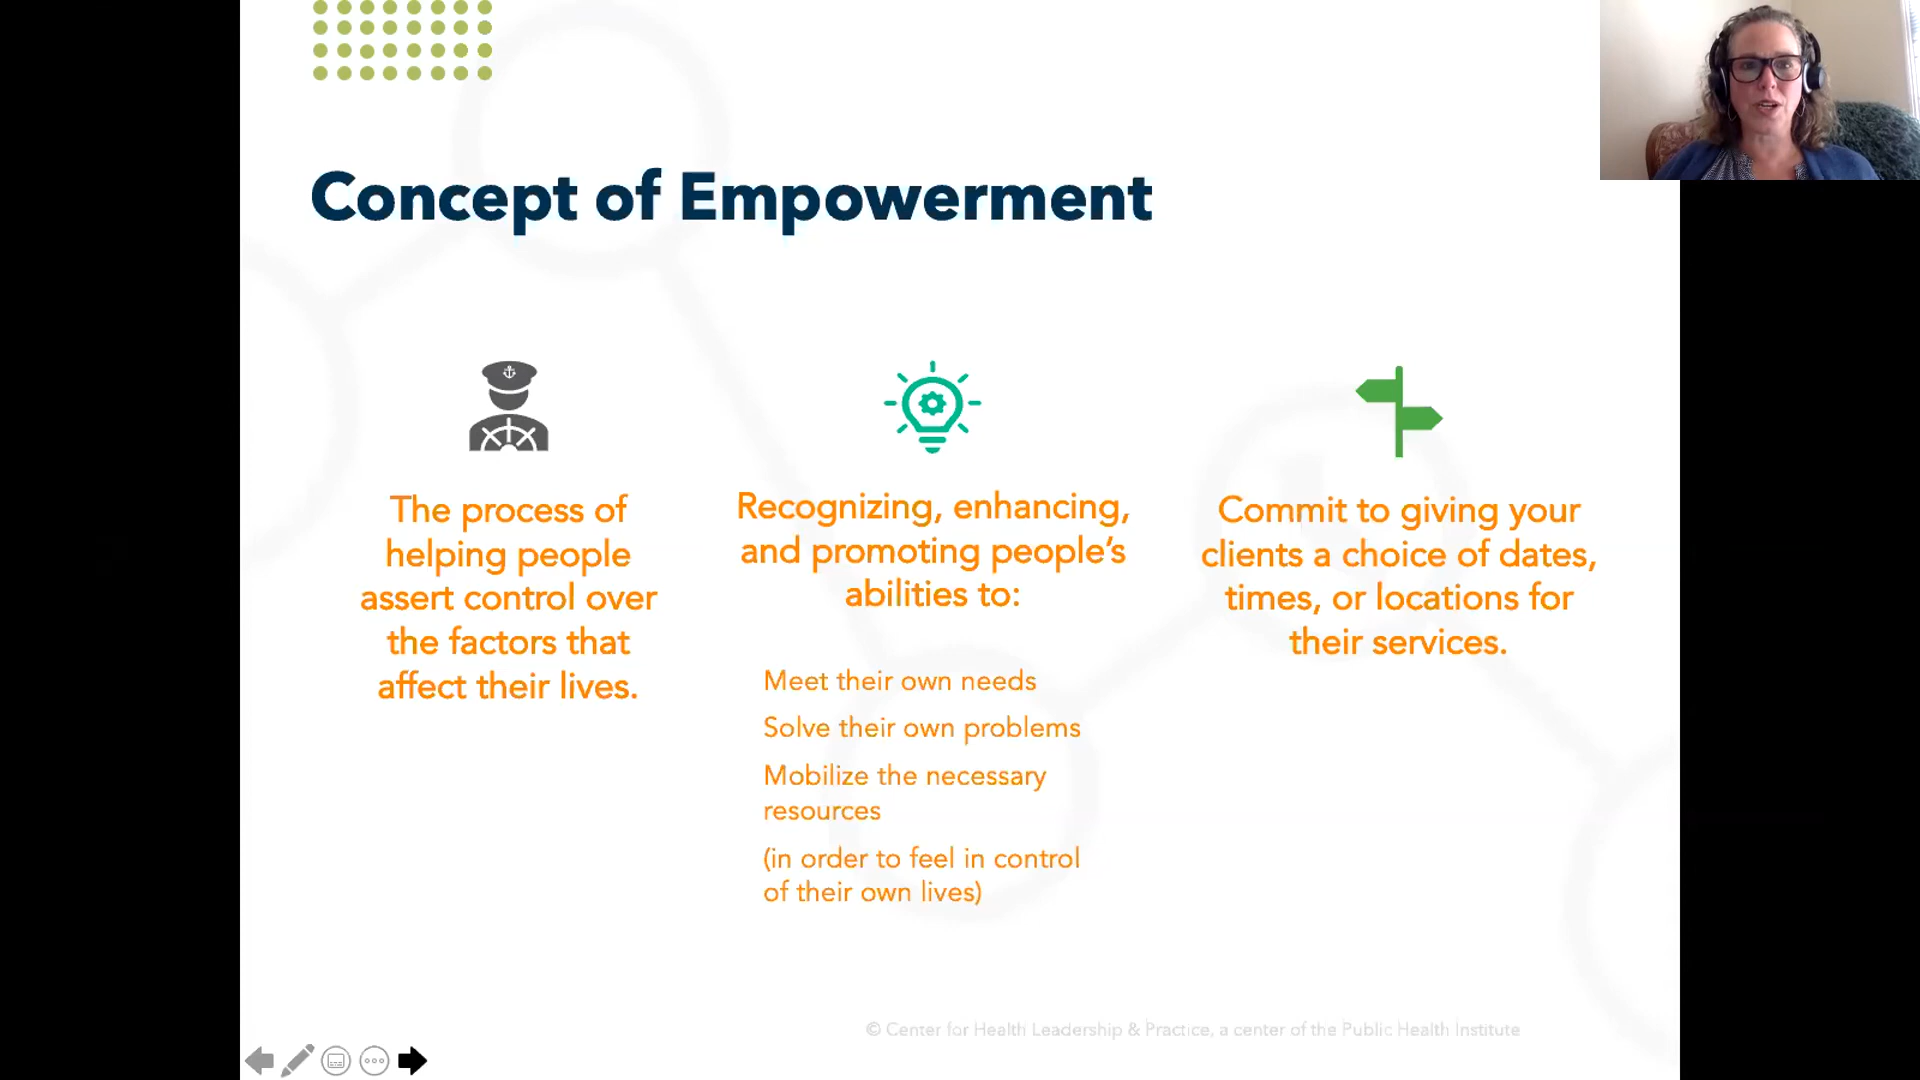 Concept of Empowerment
The process of
helping people
assert control over
the factors that
affect their lives.
Recognizing, enhancing,
and promoting people’s
abilities to:
Meet their own needs
Solve their own problems
Mobilize the necessary
resources
(in order to feel in control
of their own lives)
Commit to giving your
clients a choice of dates,
times, or locations for
their services.
© Center for Health Leadership & Practice, a center of the Public Health Institute